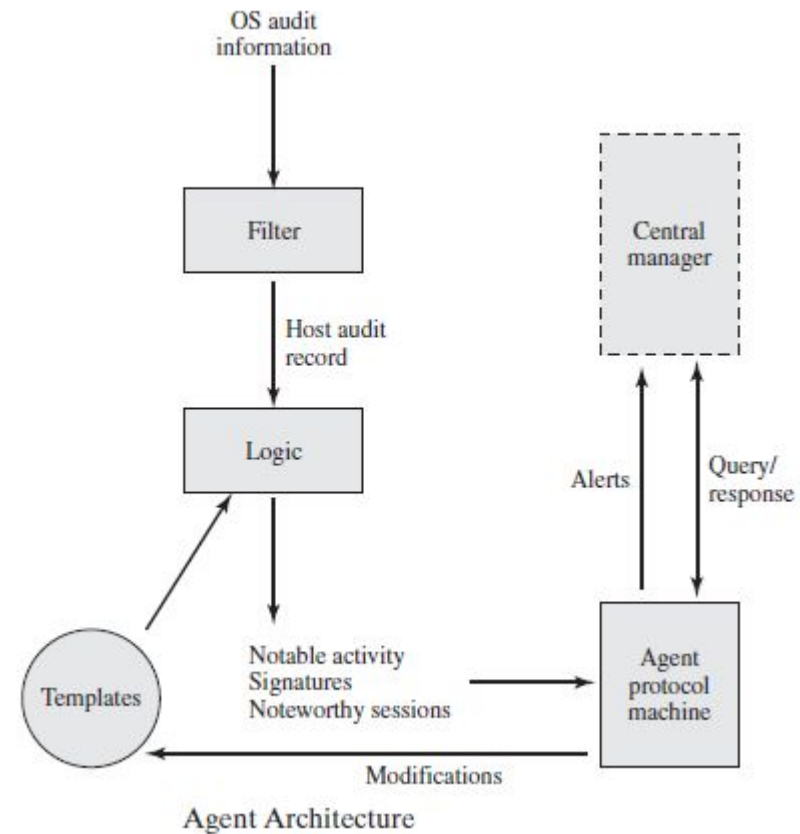 OS audit
information
Filter
Host audit
record
Logic
Central
manager
Alerts
Query/
response
Templates
Notable activity
Signatures
Noteworthy sessions
Agent
protocol
machine
Modifications
Agent Architecture